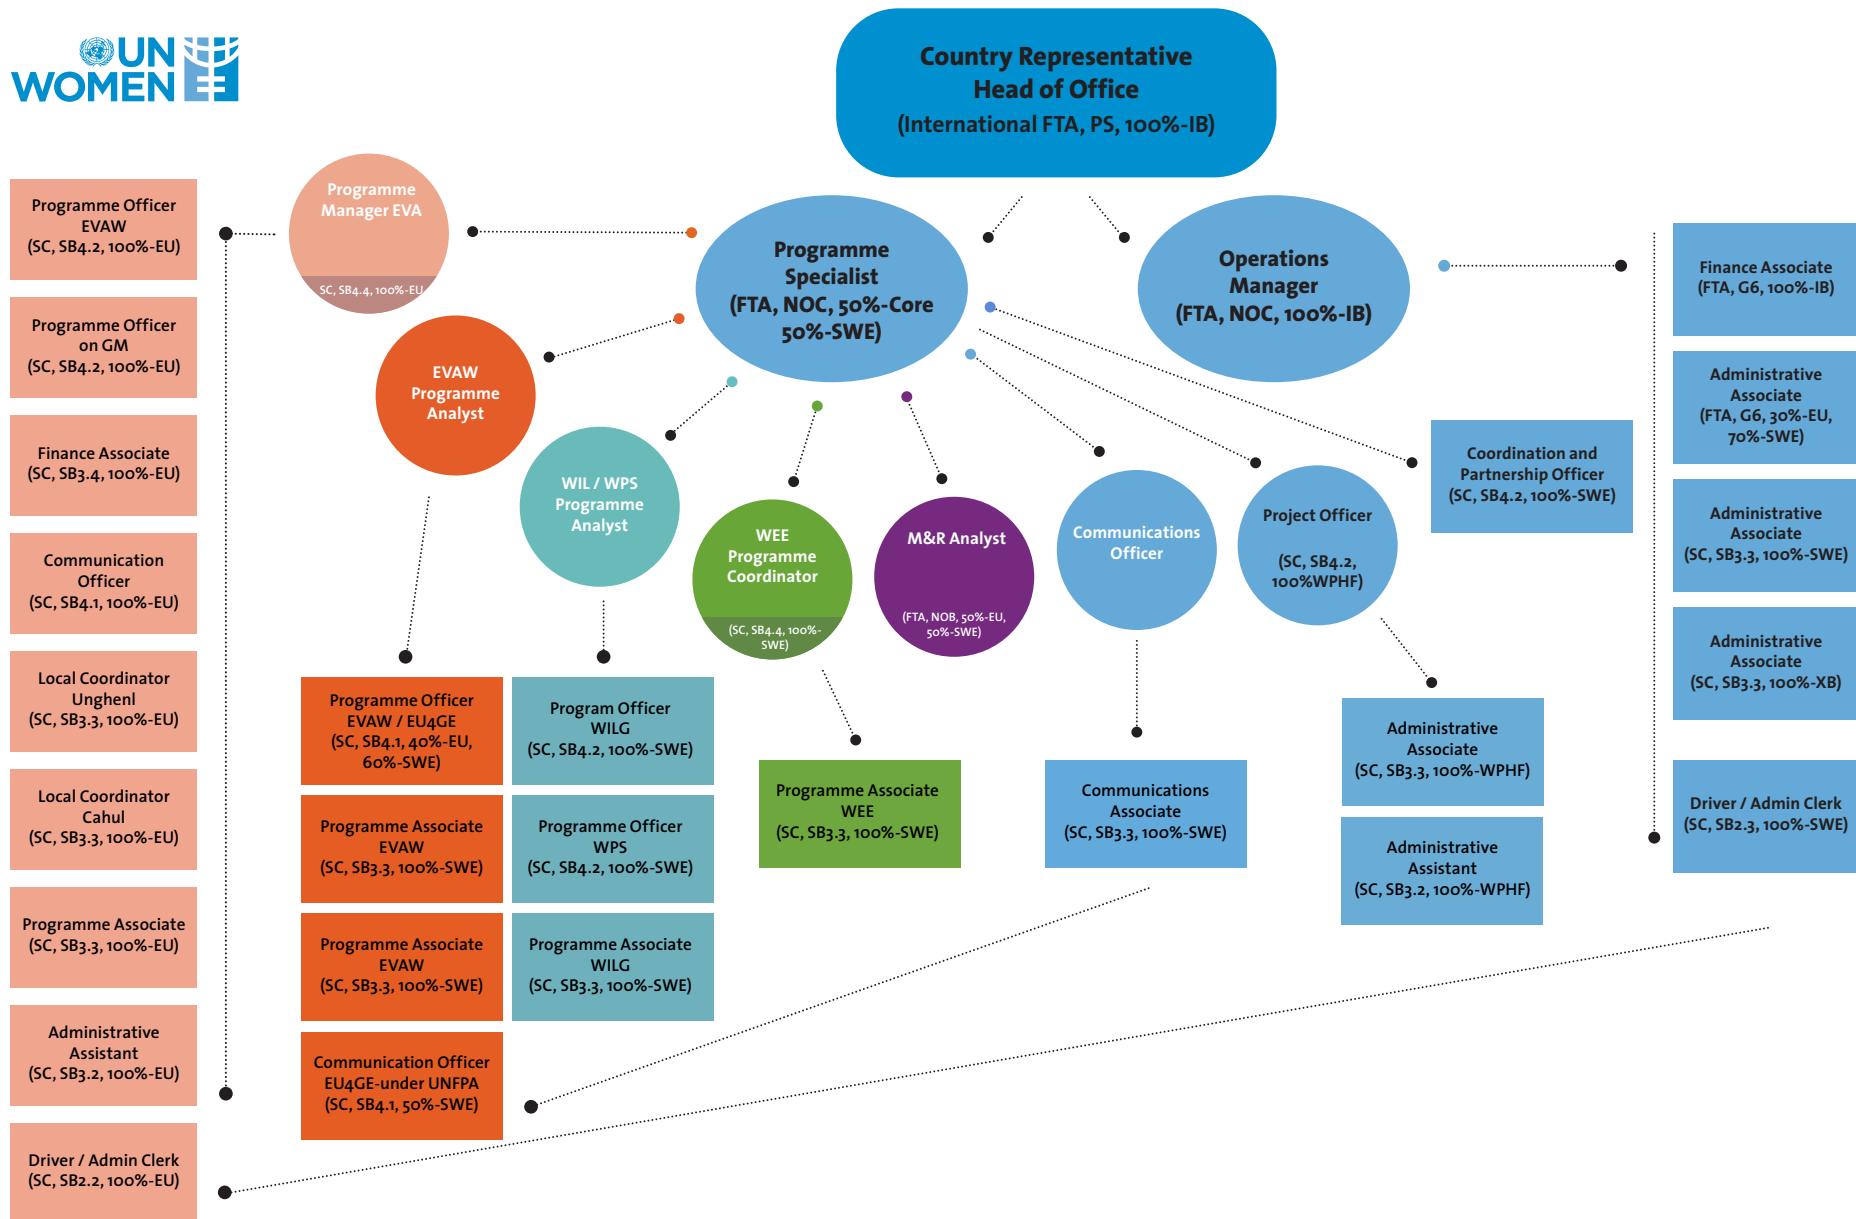 UN
WOMEN
Country Representative
Head of Office
(International FTA, PS, 100%-IB)
Programme
Manager EVA
SC, SB4.4, 100%-EU
Programme
Specialist
(FTA, NOC, 50%-Core
50%-SWE)
Operations
Manager
(FTA, NOC, 100%-IB)
EVAW
Programme
Analyst
WIL / WPS
Programme
Analyst
WEE
Programme
Coordinator
(SC, SB4.4, 100%-
SWE)
M&R Analyst
(FTA, NOB, 50%-EU,
50%-SWE)
Communications
Officer
Project Officer
(SC, SB4.2,
100%WPHF)
Coordination and
Partnership Officer
(SC, SB4.2, 100%-SWE)
Programme Officer
EVAW
(SC, SB4.2, 100%-EU)
Programme Officer
on GM
(SC, SB4.2, 100%-EU)
Finance Associate
(SC, SB3.4, 100%-EU)
Communication
Officer
(SC, SB4.1, 100%-EU)
Local Coordinator
Unghenl
(SC, SB3.3, 100%-EU)
Local Coordinator
Cahul
(SC, SB3.3, 100%-EU)
Programme Associate
(SC, SB3.3, 100%-EU)
Administrative
Assistant
(SC, SB3.2, 100%-EU)
Driver / Admin Clerk
(SC, SB2.2, 100%-EU)
Programme Officer
EVAW / EU4GE
(SC, SB4.1, 40%-EU,
60%-SWE)
Programme Associate
EVAW
(SC, SB3.3, 100%-SWE)
Programme Associate
EVAW
(SC, SB3.3, 100%-SWE)
Communication Officer
EU4GE-under UNFPA
(SC, SB4.1, 50%-SWE)
Program Officer
WILG
(SC, SB4.2, 100%-SWE)
Programme Officer
WPS
(SC, SB4.2, 100%-SWE)
Programme Associate
WILG
(SC, SB3.3, 100%-SWE)
Programme Associate
WEE
(SC, SB3.3, 100%-SWE)
Communications
Associate
(SC, SB3.3, 100%-SWE)
Administrative
Associate
(SC, SB3.3, 100%-WPHF)
Administrative
Assistant
(SC, SB3.2, 100%-WPHF)
Finance Associate
(FTA, G6, 100%-IB)
Administrative
Associate
(FTA, G6, 30%-EU,
70%-SWE)
Administrative
Associate
(SC, SB3.3, 100%-SWE)
Administrative
Associate
(SC, SB3.3, 100%-XB)
Driver / Admin Clerk
(SC, SB2.3, 100%-SWE)